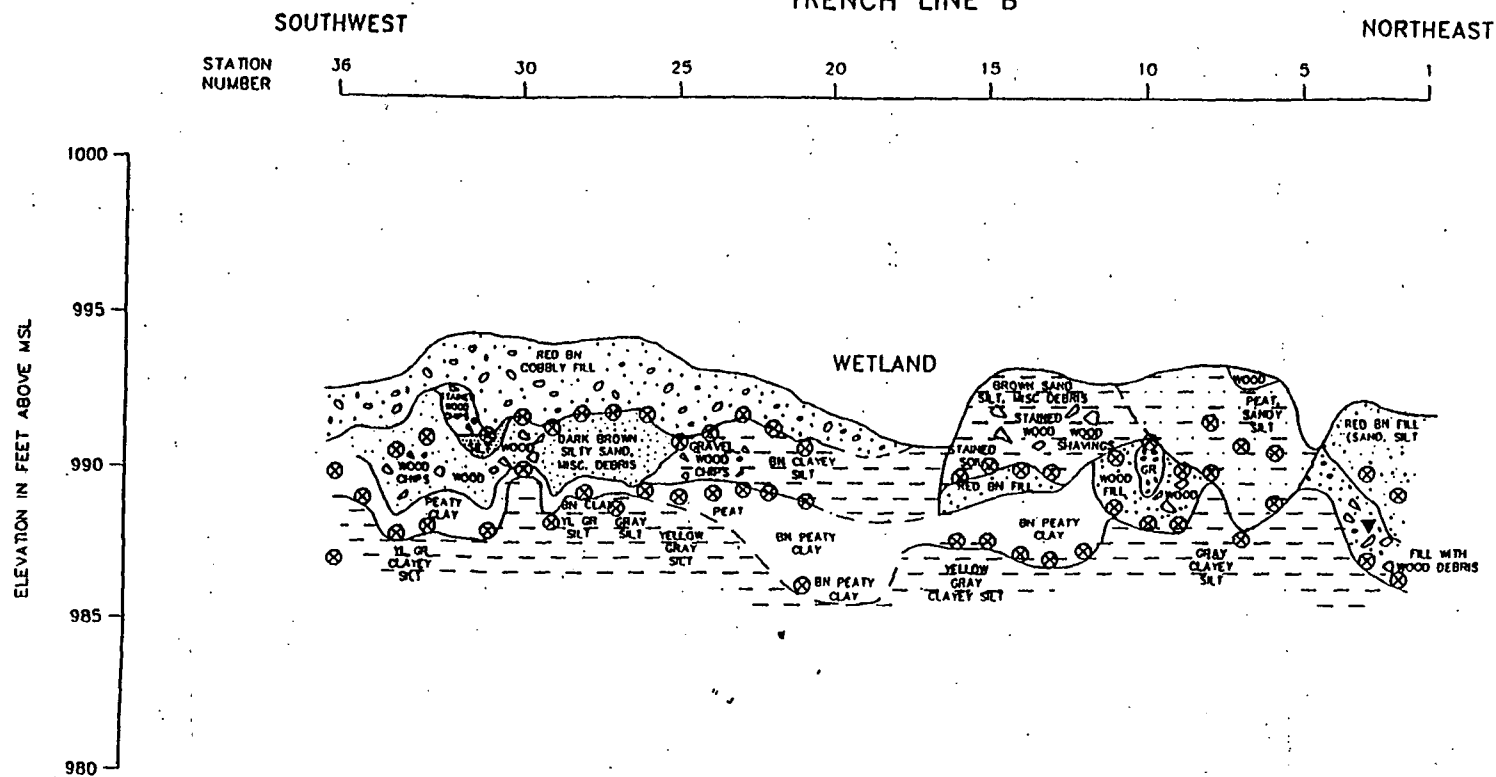 TRENCH LINE B
SOUTHWEST
NORTHEAST
STATION
NUMBER
36
30
25
20
15
10
5
1
ELEVATION IN FEET ABOVE MSL
1000
995
990
985
980
WETLAND
RED BN
COBBLY FILL
STAINED
WOOD
CHIPS
WOOD
CHIPS
WOOD
WOOD
PEATY
CLAY
YL GR
CLAYEY
SILT
DARK BROWN
SILTY SAND,
MISC. DEBRIS
BN CLAY
YL GR
SILT
GRAY
SILT
YELLOW
GRAY
SILT
GRAVEL
WOOD
CHIPS
PEAT
BN CLAYEY
SILT
BN PEATY
CLAY
BN PEATY
CLAY
BROWN SAND
SILT, MISC DEBRIS
STAINED
WOOD
WOOD
SHAVINGS
STAINED
SOIL
RED BN FILL
BN PEATY
CLAY
YELLOW
GRAY
CLAYEY SILT
WOOD
FILL
GR
WOOD
WOOD
PEAT,
SANDY
SILT
GRAY
CLAYEY
SILT
RED BN FILL
(SAND, SILT
FILL WITH
WOOD DEBRIS